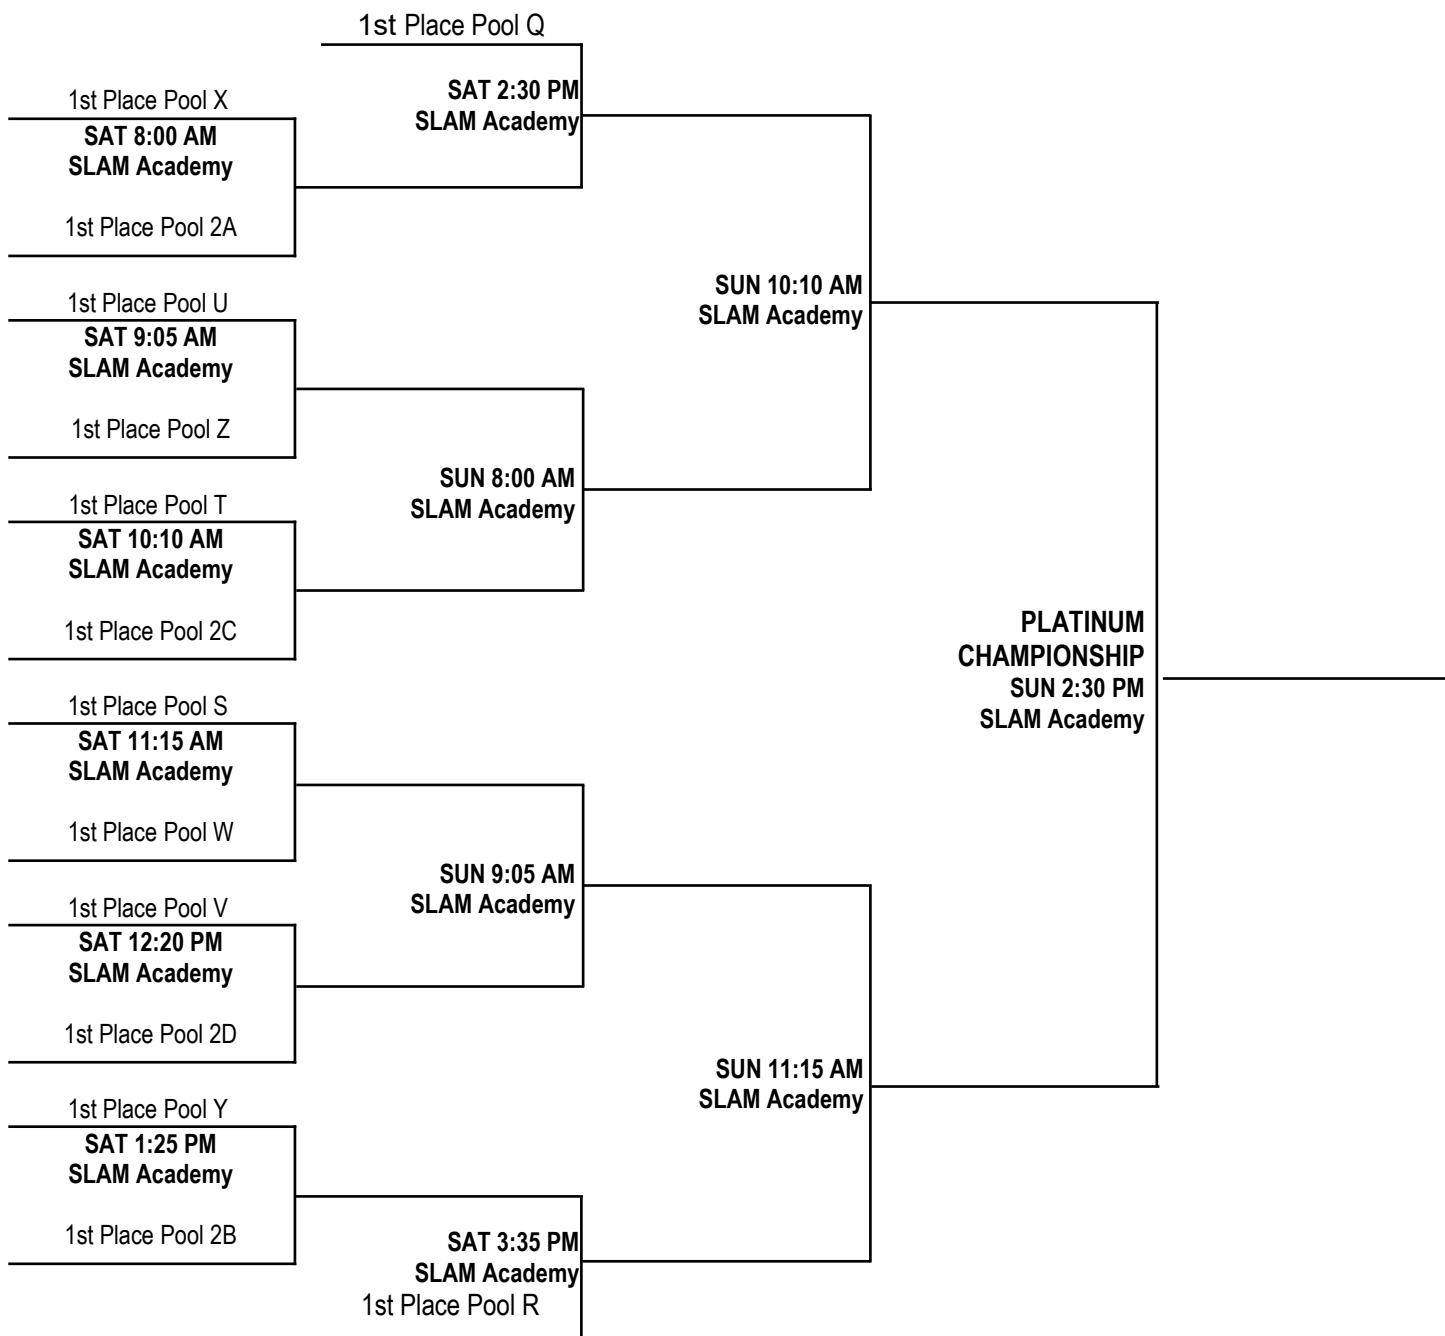 1st Place Pool Q
SAT 2:30 PM
SLAM Academy
1st Place Pool X
SAT 8:00 AM
SLAM Academy
1st Place Pool 2A
SUN 10:10 AM
SLAM Academy
1st Place Pool U
SAT 9:05 AM
SLAM Academy
1st Place Pool Z
SUN 8:00 AM
SLAM Academy
1st Place Pool T
SAT 10:10 AM
SLAM Academy
1st Place Pool 2C
PLATINUM
CHAMPIONSHIP
SUN 2:30 PM
SLAM Academy
1st Place Pool S
SAT 11:15 AM
SLAM Academy
1st Place Pool W
SUN 9:05 AM
SLAM Academy
1st Place Pool V
SAT 12:20 PM
SLAM Academy
1st Place Pool 2D
SUN 11:15 AM
SLAM Academy
1st Place Pool Y
SAT 1:25 PM
SLAM Academy
1st Place Pool 2B
SAT 3:35 PM
SLAM Academy
1st Place Pool R